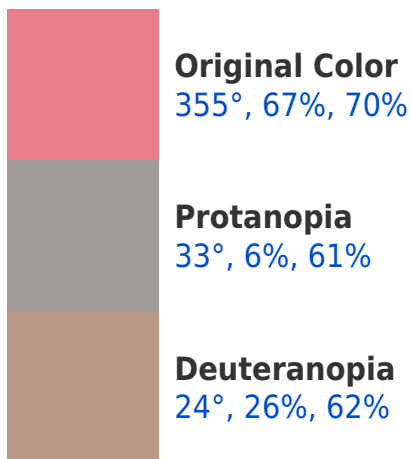 Original Color
355°, 67%, 70%
Protanopia
33°, 6%, 61%
Deuteranopia
24°, 26%, 62%